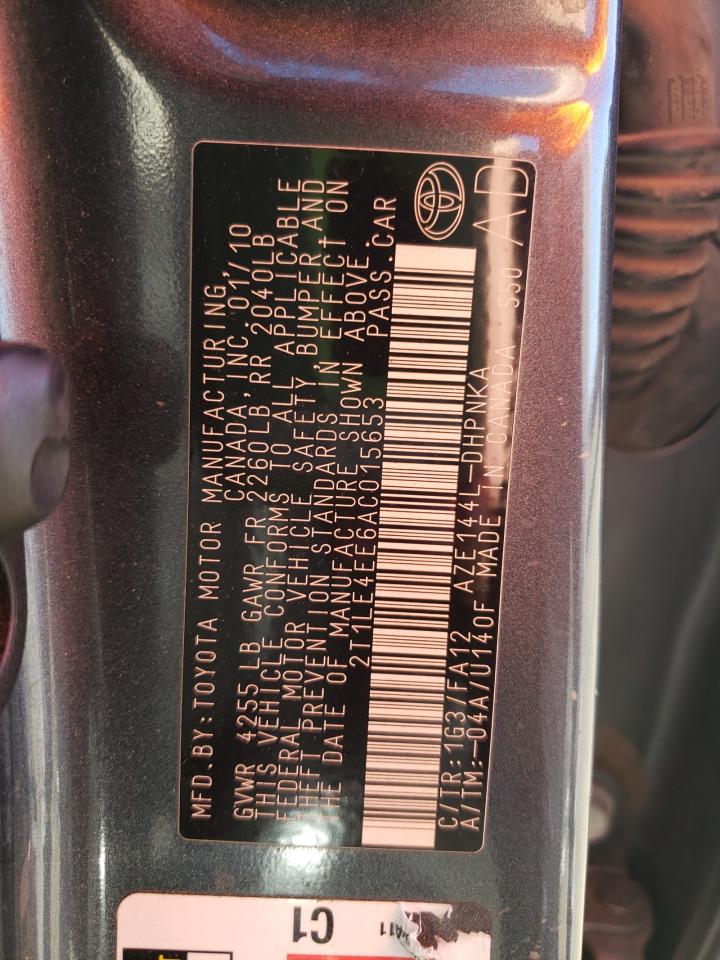 MFD.BY:TOYOTA MOTOR MANUFACTURING
CANADA, INC. 01/10
GVWR 4255 LB GAWR FR 2260LB RR 2040LB
THIS VEHICLE CONFORMS TO ALL APPLICABLE
FEDERAL MOTOR VEHICLE SAFETY, BUMPER AND
THEFT PREVENTION STANDARDS IN EFFECT ON
THE DATE OF MANUFACTURE SHOWN ABOVE.
2T1LE4EE6AC015653 PASS.CAR
C/TR:1G3/FA12 AZE144L-DHPNKA
A/TM:-04A/U140F MADE IN CANADA 550 AD
C1